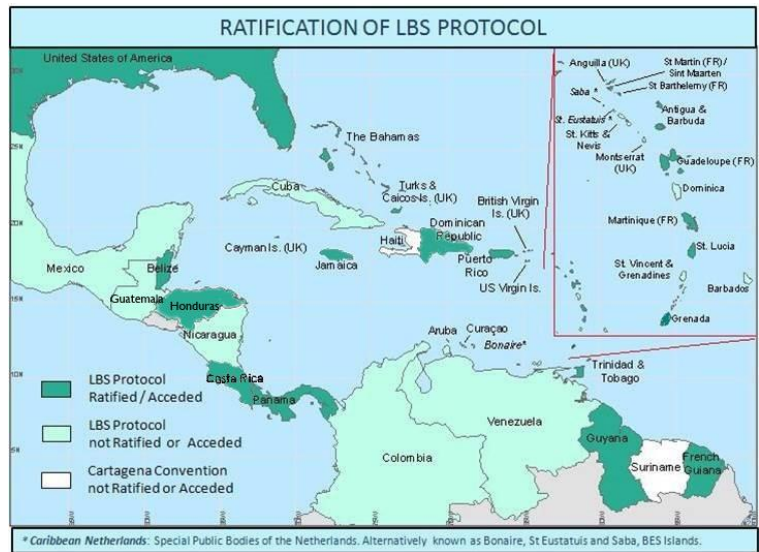 RATIFICATION OF LBS PROTOCOL
United States of America
The Bahamas
Cuba
Turks &
Caicos Is. (UK)
British Virgin
Is. (UK)
Dominican
Republic
Haiti
Cayman Is. (UK)
Jamaica
Puerto
Rico
US Virgin Is.
Mexico
Belize
Guatemala
Honduras
Nicaragua
Costa Rica
Panama
Aruba
Curaçao
Bonaire*
Trinidad &
Tobago
Venezuela
Colombia
Guyana
Suriname
French
Guiana
Anguilla (UK)
St Martin (FR) /
Sint Maarten
St Barthelemy (FR)
Saba *
St. Eustatuis *
St. Kitts &
Nevis
Antigua &
Barbuda
Montserrat
(UK)
Guadeloupe (FR)
Dominica
Martinique (FR)
St. Lucia
St. Vincent &
Grenadines
Barbados
Grenada
LBS Protocol
Ratified / Acceded
LBS Protocol
not Ratified or Acceded
Cartagena Convention
not Ratified or Acceded
* Caribbean Netherlands: Special Public Bodies of the Netherlands. Alternatively known as Bonaire, St Eustatuis and Saba, BES Islands.